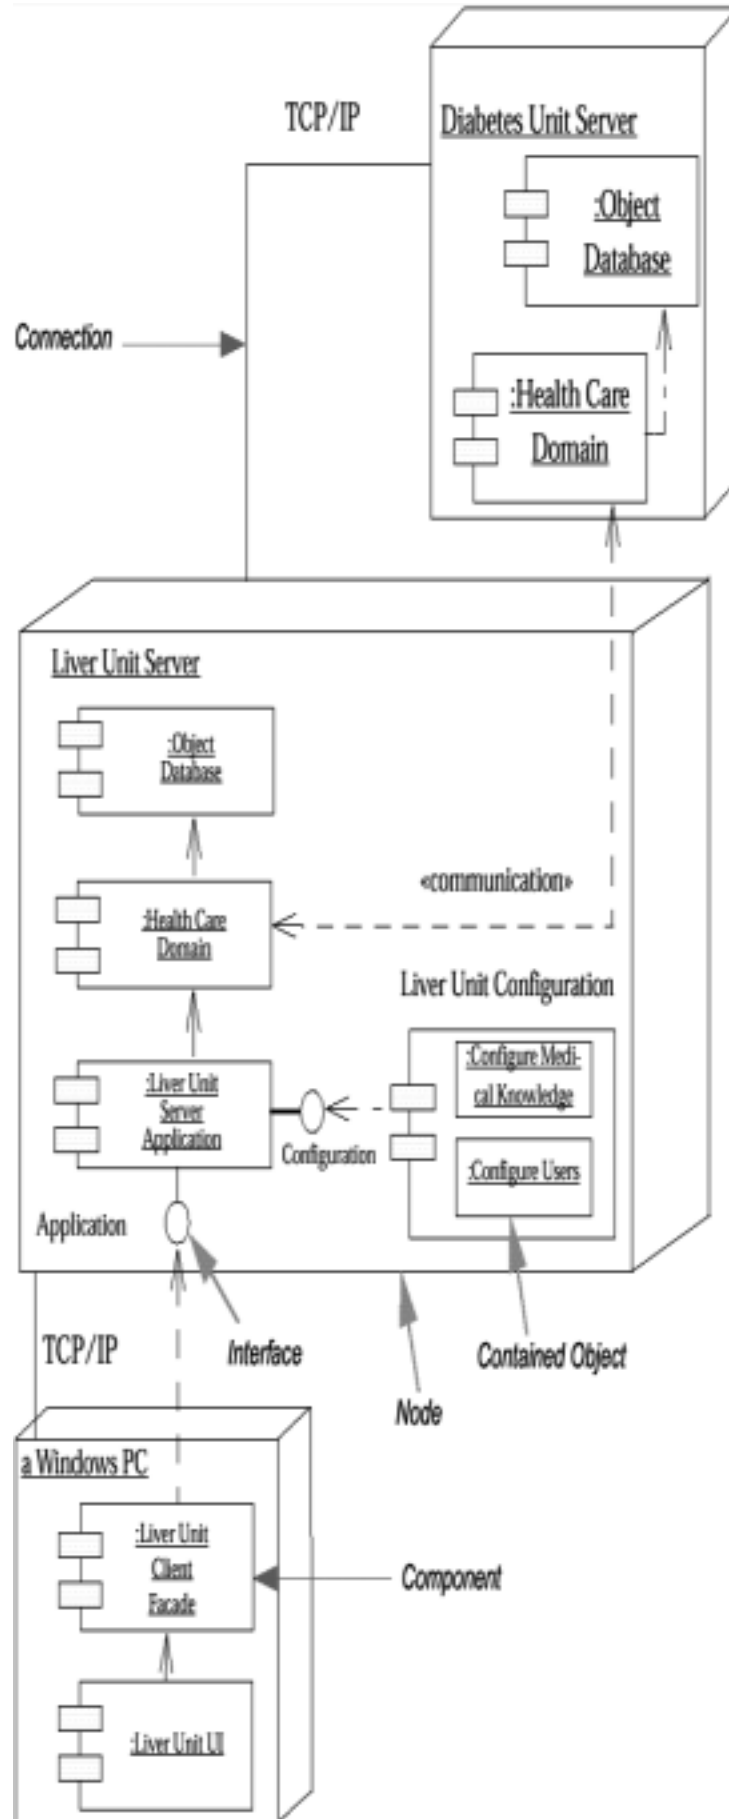 TCP/IP
Diabetes Unit Server
:Object
Database
Connection
:Health Care
Domain
Liver Unit Server
:Object
Database
«communication»
:Health Care
Domain
Liver Unit Configuration
:Configure Medi-
cal Knowledge
:Liver Unit
Server
Application
Configuration
:Configure Users
Application
TCP/IP
Interface
Contained Object
Node
a Windows PC
:Liver Unit
Client
Facade
Component
:Liver Unit UI